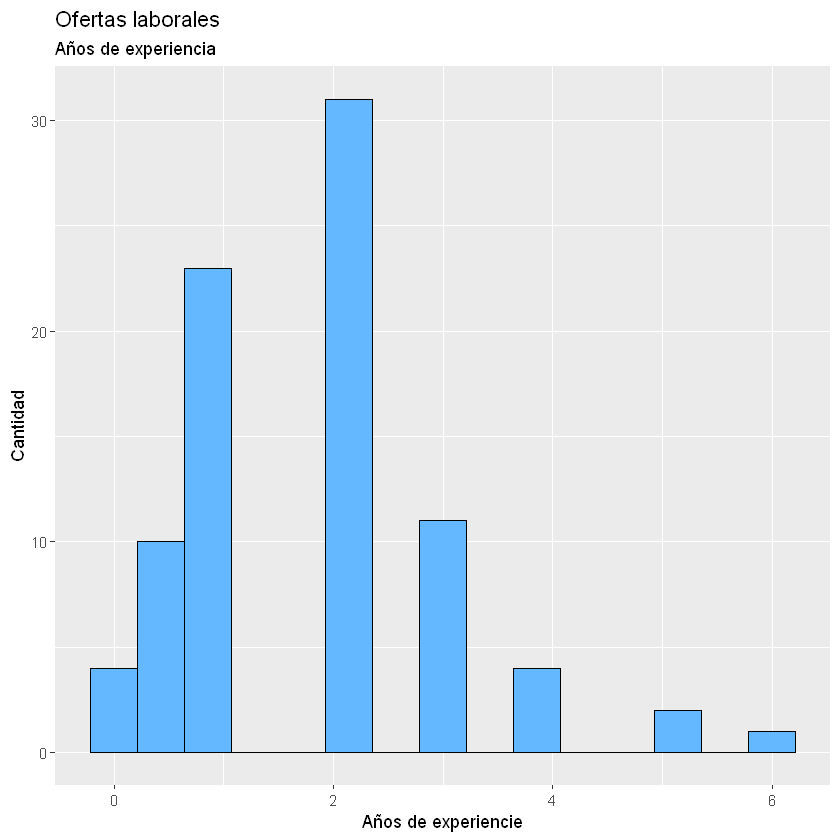 Ofertas laborales
Años de experiencia
30
20
10
0
Cantidad
0 2 4 6
Años de experiencie